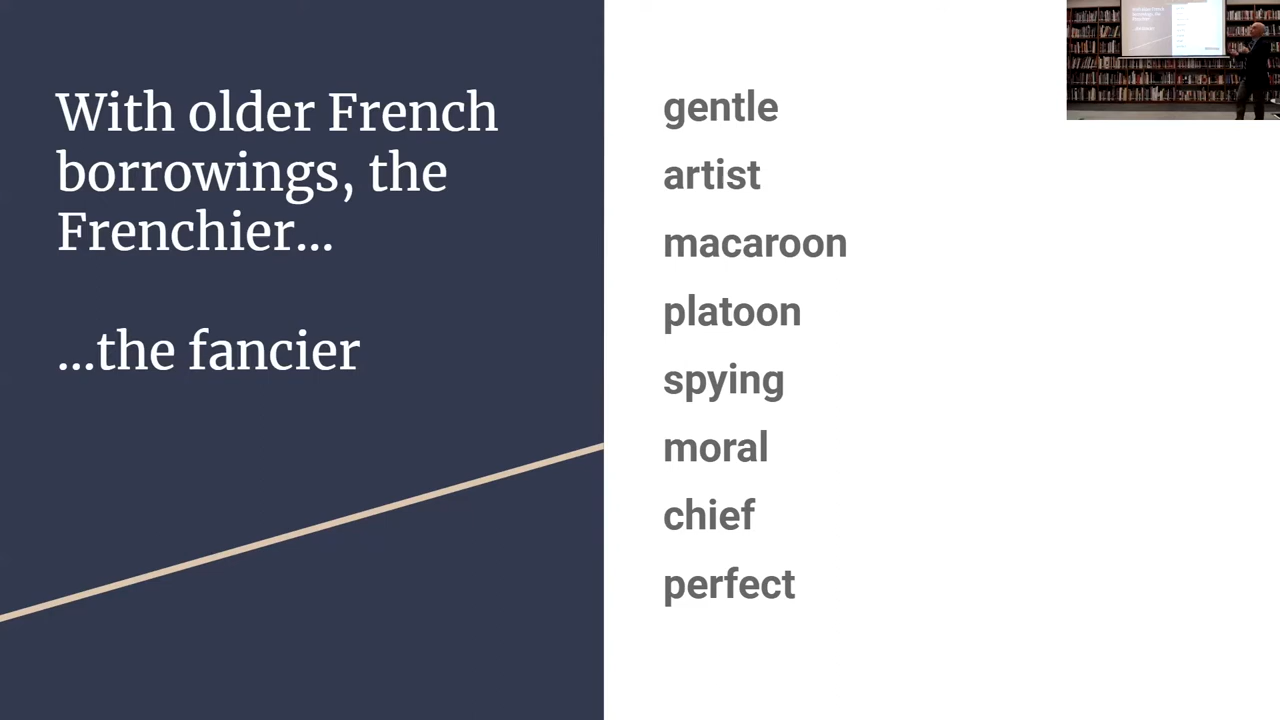 With older French
borrowings, the
Frenchier...
...the fancier
gentle
artist
macaroon
platoon
spying
moral
chief
perfect